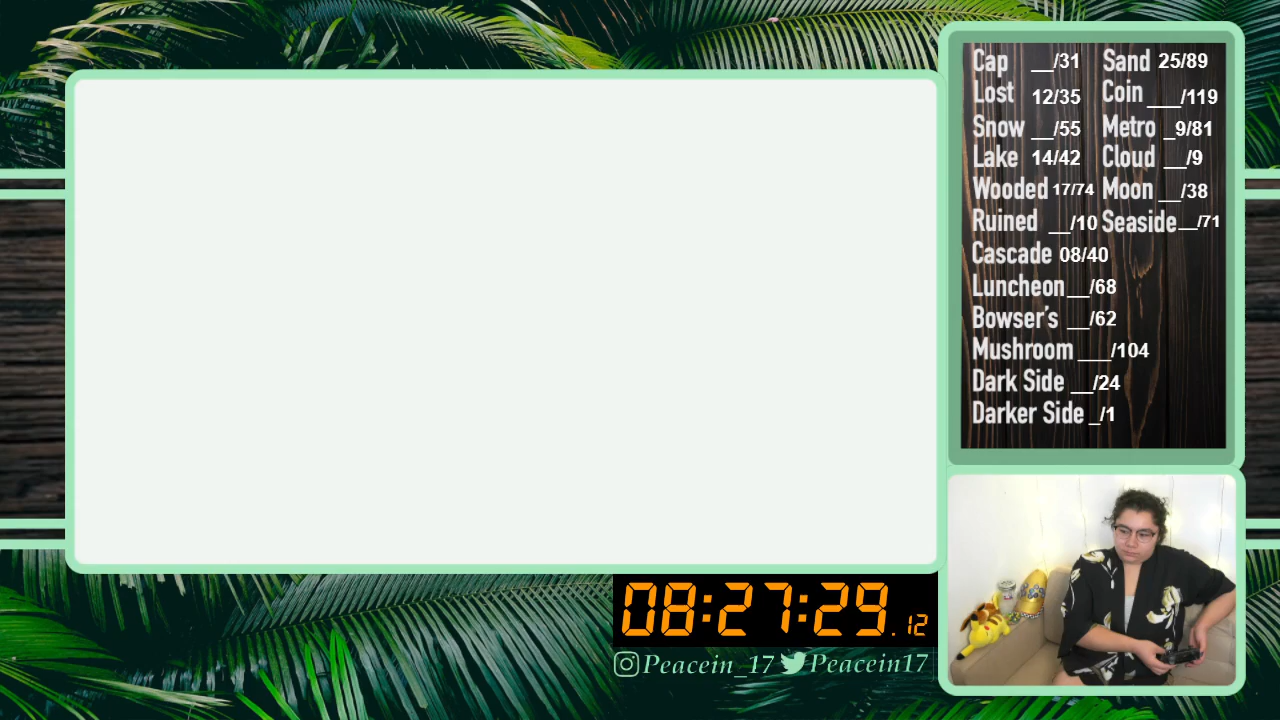 Cap __/31 Sand 25/89
Lost 12/35 Coin ___/119
Snow __/55 Metro _9/81
Lake 14/42 Cloud __/9
Wooded 17/74 Moon __/38
Ruined __/10 Seaside __/71
Cascade 08/40
Luncheon __/68
Bowser's __/62
Mushroom ___/104
Dark Side __/24
Darker Side _/1
08:27:29.12
Peacein_17 Peacein17